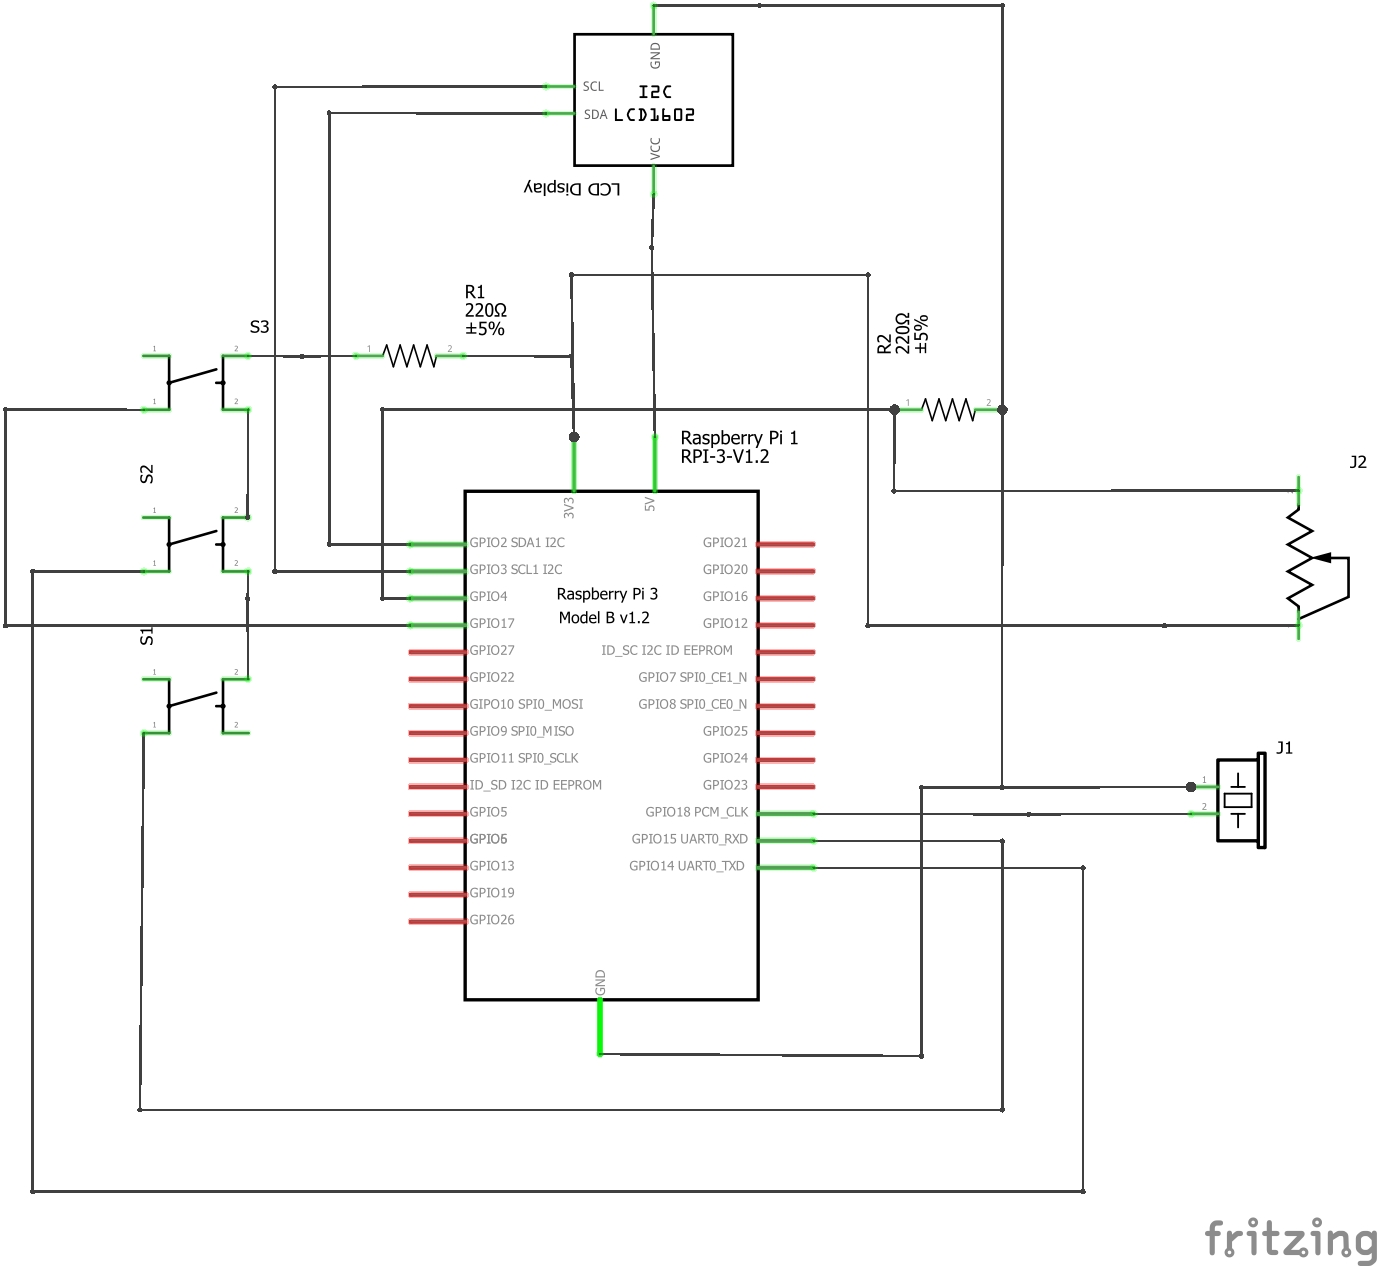 GND
SCL
I2C
SDA
LCD1602
VCC
LCD Display
R1
220Ω
±5%
S3
R2
220Ω
±5%
1
2
1
2
1
2
1
2
Raspberry Pi 1
RPI-3-V1.2
J2
S2
3V3
5V
1
2
GPIO2 SDA1 I2C
GPIO21
1
2
GPIO3 SCL1 I2C
GPIO20
GPIO4
Raspberry Pi 3
GPIO16
Model B v1.2
GPIO17
GPIO12
S1
GPIO27
ID_SC I2C ID EEPROM
1
2
GPIO22
GPIO7 SPI0_CE1_N
GIPO10 SPI0_MOSI
GPIO8 SPI0_CE0_N
1
2
GPIO9 SPI0_MISO
GPIO25
GPIO11 SPI0_SCLK
GPIO24
J1
ID_SD I2C ID EEPROM
GPIO23
1
GPIO5
GPIO18 PCM_CLK
2
GPIO6
GPIO15 UART0_RXD
GPIO13
GPIO14 UART0_TXD
GPIO19
GPIO26
GND
fritzing